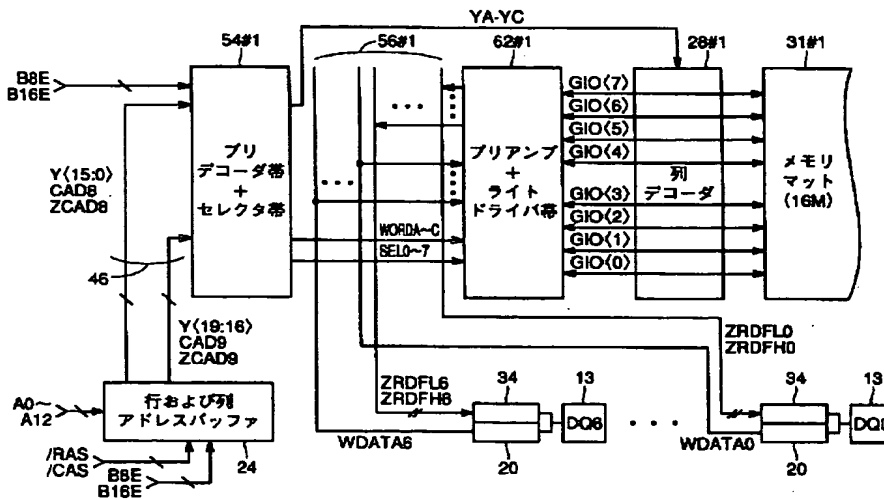 YA-YC
54#1
56#1
62#1
28#1
31#1
B8E
B16E
プリ
デコーダ帯
+
セレクタ帯
プリアンプ
+
ライト
ドライバ帯
GIO〈7〉
GIO〈6〉
GIO〈5〉
GIO〈4〉
GIO〈3〉
GIO〈2〉
GIO〈1〉
GIO〈0〉
列
デコーダ
メモリ
マット
(16M)
Y〈15:0〉
CAD8
ZCAD8
WORDA~C
SEL0~7
46
Y〈19:16〉
CAD9
ZCAD9
ZRDFL0
ZRDFH0
ZRDFL6
ZRDFH6
34
13
34
13
A0~
A12
行および列
アドレスバッファ
DQ6
WDATA6
WDATA0
20
20
/RAS
/CAS
24
B8E
B16E